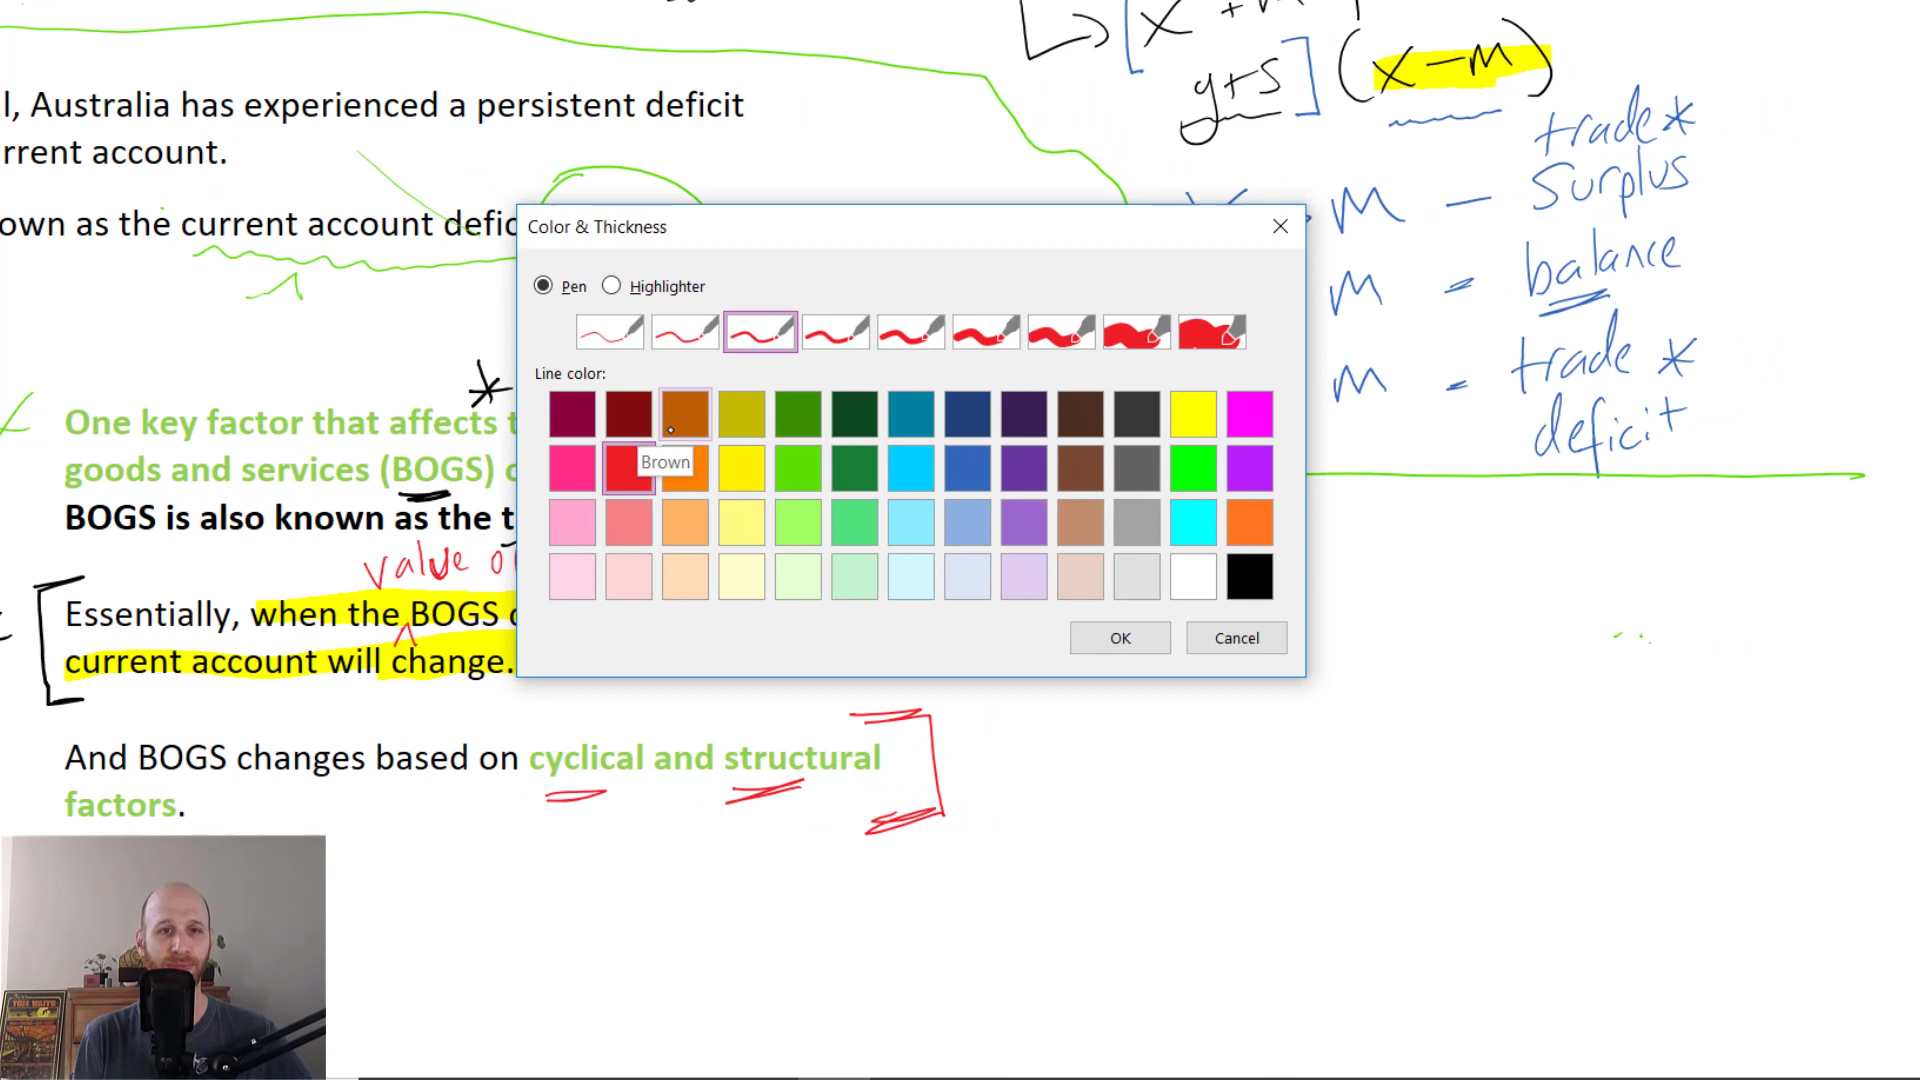 l, Australia has experienced a persistent deficit
rrent account.
own as the current account defic
One key factor that affects t
goods and services (BOGS)
BOGS is also known as the t
value o
Essentially, when the BOGS
current account will change.
And BOGS changes based on cyclical and structural
factors.
Color & Thickness
Pen
Highlighter
Line color:
Brown
OK
Cancel
[x +
y+s] (x-m)
trade*
m - surplus
m = balance
m = trade *
deficit
TOM WAITS